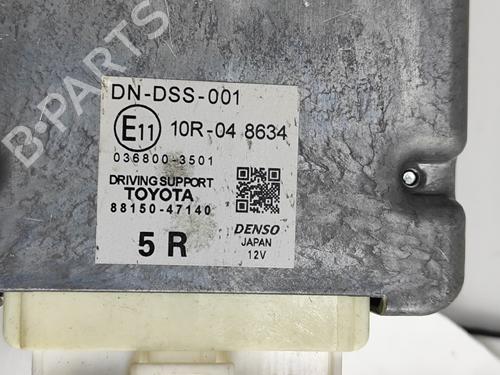 B-PARTS
DN-DSS-001
E11 10R-04 8634
036800-3501
DRIVING SUPPORT
TOYOTA
88150-47140
5 R
DENSO
JAPAN
12V